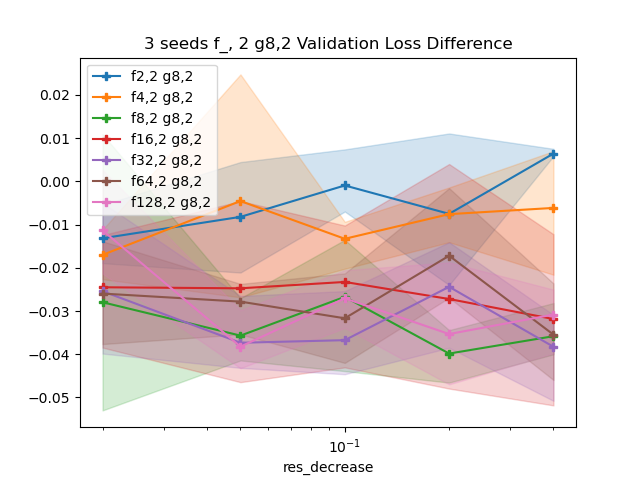 3 seeds f_, 2 g8,2 Validation Loss Difference
f2,2 g8,2
f4,2 g8,2
f8,2 g8,2
f16,2 g8,2
f32,2 g8,2
f64,2 g8,2
f128,2 g8,2
0.02
0.01
0.00
−0.01
−0.02
−0.03
−0.04
−0.05
10⁻¹
res_decrease